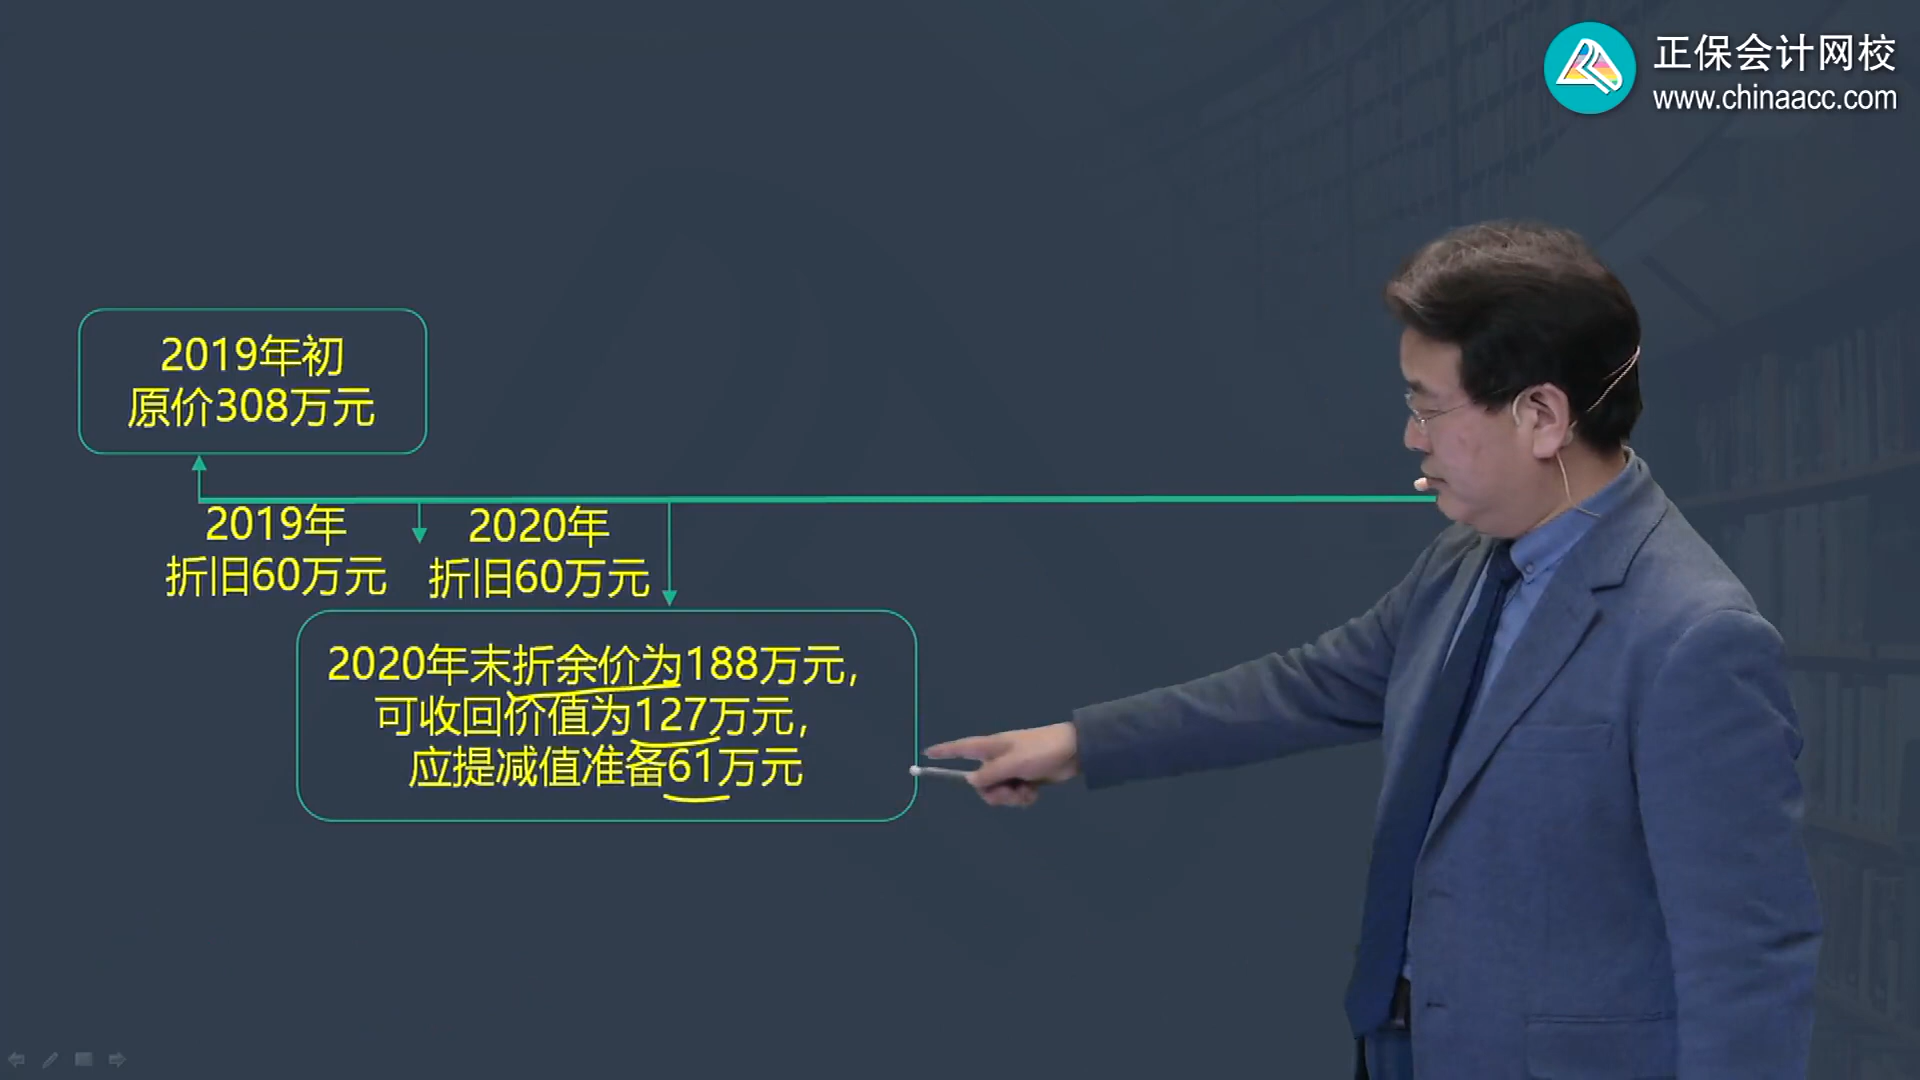 正保会计网校
www.chinaacc.com
2019年初
原价308万元
2019年
折旧60万元
2020年
折旧60万元
2020年末折余价为188万元，
可收回价值为127万元，
应提减值准备61万元